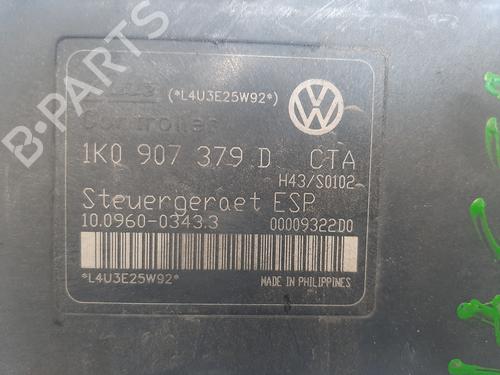 (*L4U3E25W92*)
Controller
1K0 907 379 D CTA
H43/S0102
Steuergeraet ESP
10.0960-0343.3 00009322D0
*L4U3E25W92*
MADE IN PHILIPPINES
B-PARTS